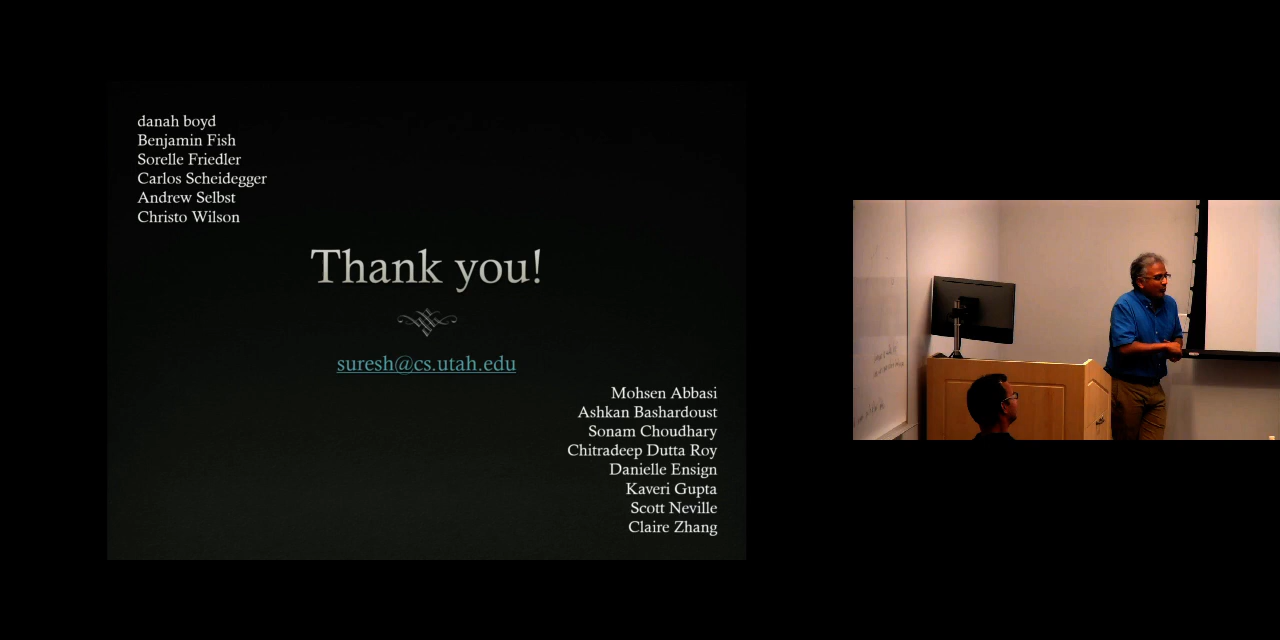 danah boyd
Benjamin Fish
Sorelle Friedler
Carlos Scheidegger
Andrew Selbst
Christo Wilson
Thank you!
suresh@cs.utah.edu
Mohsen Abbasi
Ashkan Bashardoust
Sonam Choudhary
Chitradeep Dutta Roy
Danielle Ensign
Kaveri Gupta
Scott Neville
Claire Zhang